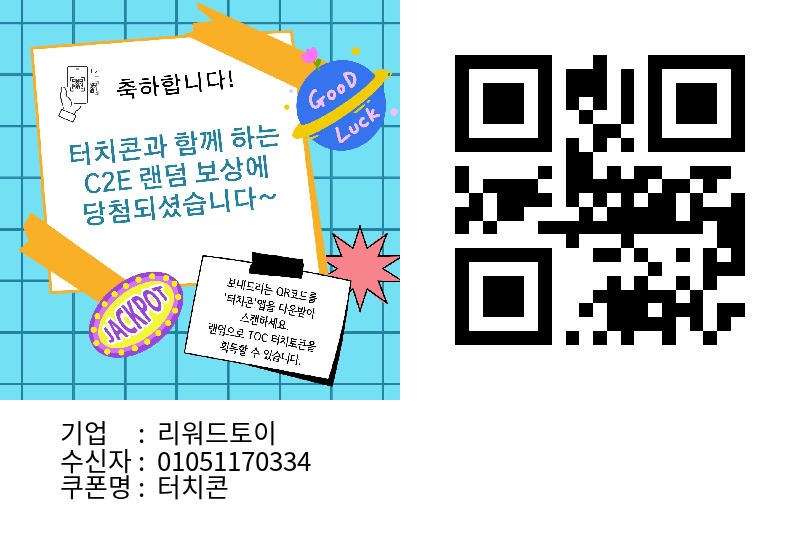 축하합니다!
터치콘과 함께 하는
C2E 랜덤 보상에
당첨되셨습니다~
GOOD
Luck
JACKPOT
보내드리는 QR코드를
'터치콘'앱을 다운받아
스캔하세요.
랜덤으로 TOC 터치토큰을
획득할 수 있습니다.
기업 : 리워드토이
수신자 : 01051170334
쿠폰명 : 터치콘